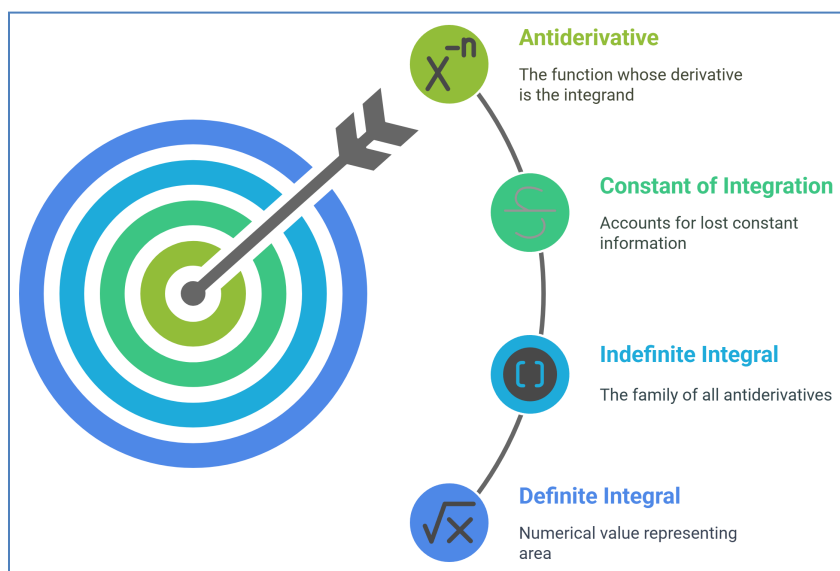 x⁻ⁿ
Antiderivative
The function whose derivative
is the integrand
Constant of Integration
Accounts for lost constant
information
[ ]
Indefinite Integral
The family of all antiderivatives
√x
Definite Integral
Numerical value representing
area